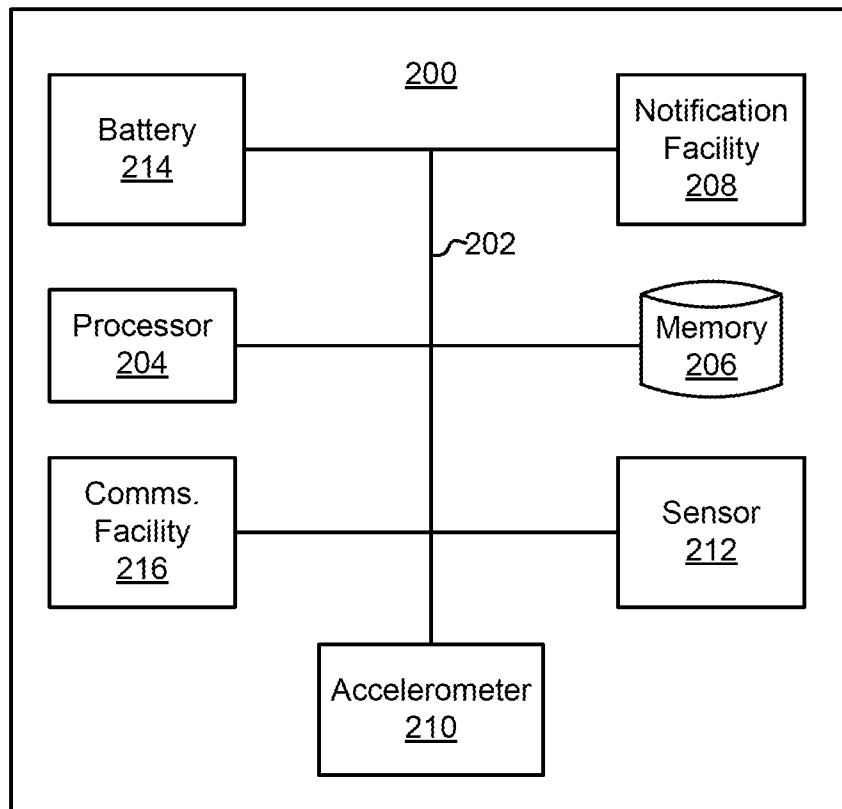 200
Battery
214
Notification
Facility
208
202
Processor
204
Memory
206
Comms.
Facility
216
Sensor
212
Accelerometer
210